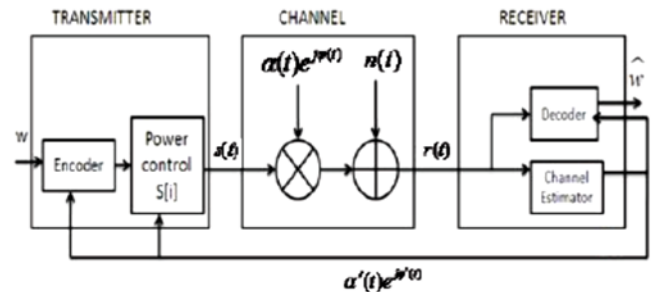 TRANSMITTER
CHANNEL
RECEIVER
α(t)e^{jφ(t)}
n(t)
w
Encoder
Power
control
S[i]
s(t)
r(t)
Decoder
ŵ
Channel
Estimator
α'(t)e^{jφ'(t)}